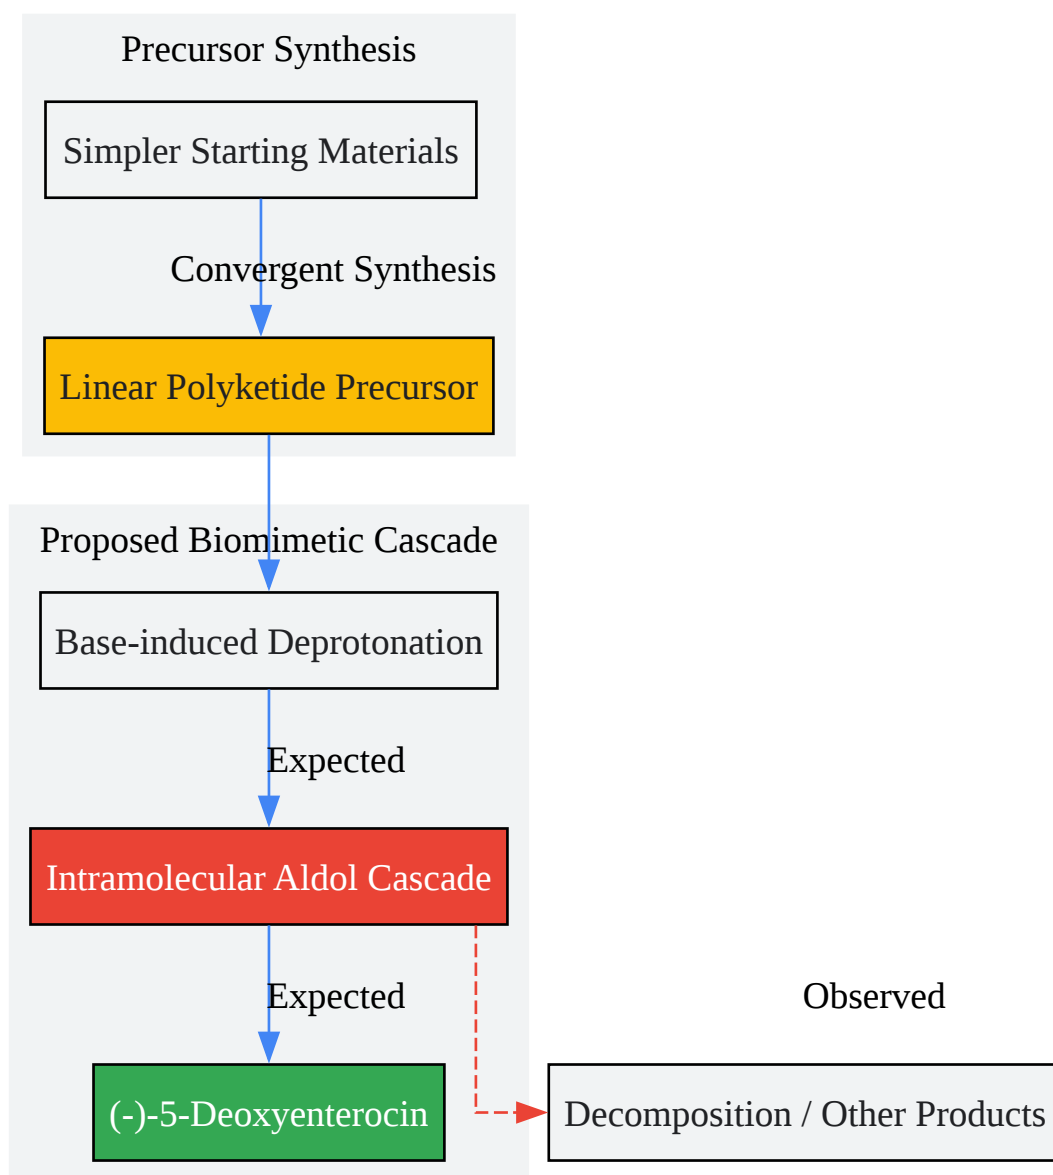 Precursor Synthesis
Simpler Starting Materials
Convergent Synthesis
Linear Polyketide Precursor
Proposed Biomimetic Cascade
Base-induced Deprotonation
Expected
Intramolecular Aldol Cascade
Expected
Observed
(-)-5-Deoxyenterocin
Decomposition / Other Products